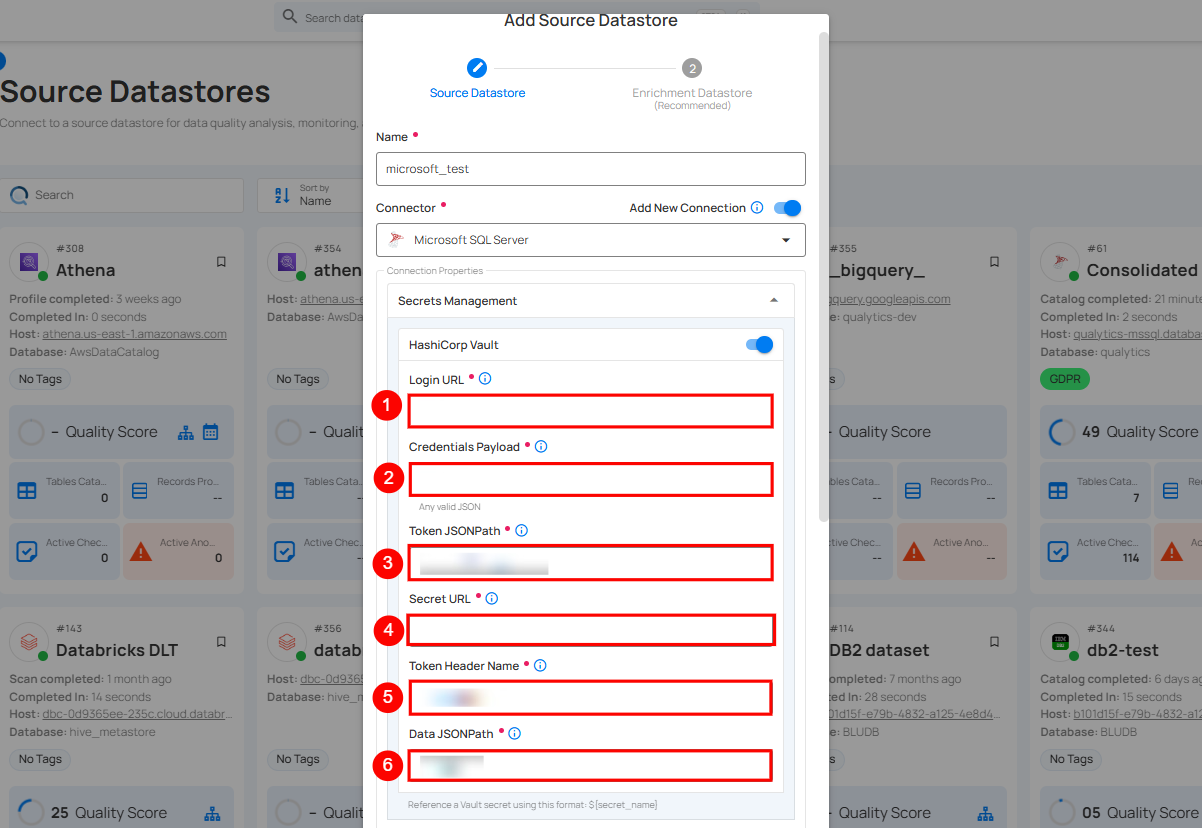 Search data
Add Source Datastore
2
Source Datastore
Enrichment Datastore
(Recommended)
Source Datastores
Connect to a source datastore for data quality analysis, monitoring,
Name •
microsoft_test
Search
Sort by
Name
Connector •
Add New Connection
Microsoft SQL Server
Connection Properties
Secrets Management
HashiCorp Vault
Login URL •
1
Credentials Payload •
2
Any valid JSON
Token JSONPath •
3
Secret URL •
4
Token Header Name •
5
Data JSONPath •
6
Reference a Vault secret using this format: ${secret_name}
#308
Athena
Profile completed: 3 weeks ago
Completed In: 0 seconds
Host: athena.us-east-1.amazonaws.com
Database: AwsDataCatalog
No Tags
– Quality Score
Tables Cata...
0
Records Pro...
--
Active Chec...
0
Active Ano...
0
#354
athen
Host: athena.us-e
Database: AwsDa
No Tags
– Qualit
Tables Cata...
Active Chec...
#355
_bigquery_
query.googleapis.com
e: qualytics-dev
s
Quality Score
bles Cata...
--
Records Pro...
--
ctive Chec...
--
Active Ano...
--
#61
Consolidated
Catalog completed: 21 minute
Completed In: 2 seconds
Host: qualytics-mssql.databa
Database: qualytics
GDPR
49 Quality Score
Tables Cata...
7
Rec
Active Chec...
114
Ac
#143
Databricks DLT
Scan completed: 1 month ago
Completed In: 14 seconds
Host: dbc-0d9365ee-235c.cloud.databr...
Database: hive_metastore
No Tags
25 Quality Score
#356
datab
Host: dbc-0d9365
Database: hive_m
No Tags
– Qualit
#114
DB2 dataset
ompleted: 7 months ago
ed In: 28 seconds
01d15f-e79b-4832-a125-4e8d4...
e: BLUDB
s
Quality Score
#344
db2-test
Catalog completed: 6 days ag
Completed In: 15 seconds
Host: b101d15f-e79b-4832-a12
Database: BLUDB
No Tags
05 Quality Score